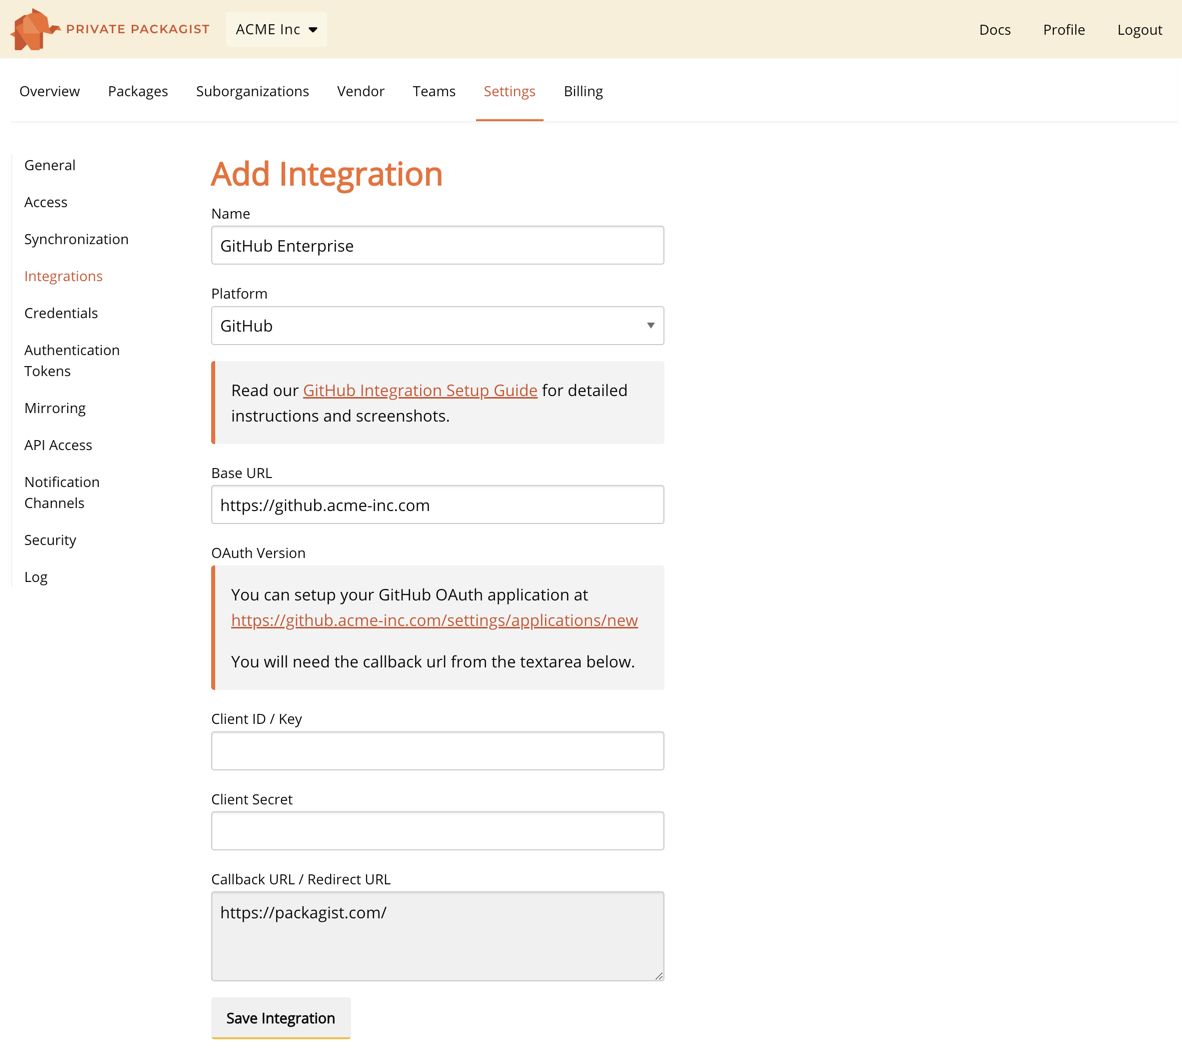 PRIVATE PACKAGIST
ACME Inc
Docs
Profile
Logout
Overview
Packages
Suborganizations
Vendor
Teams
Settings
Billing
General
Access
Synchronization
Integrations
Credentials
Authentication
Tokens
Mirroring
API Access
Notification
Channels
Security
Log
Add Integration
Name
GitHub Enterprise
Platform
GitHub
Read our GitHub Integration Setup Guide for detailed
instructions and screenshots.
Base URL
https://github.acme-inc.com
OAuth Version
You can setup your GitHub OAuth application at
https://github.acme-inc.com/settings/applications/new
You will need the callback url from the textarea below.
Client ID / Key
Client Secret
Callback URL / Redirect URL
https://packagist.com/
Save Integration